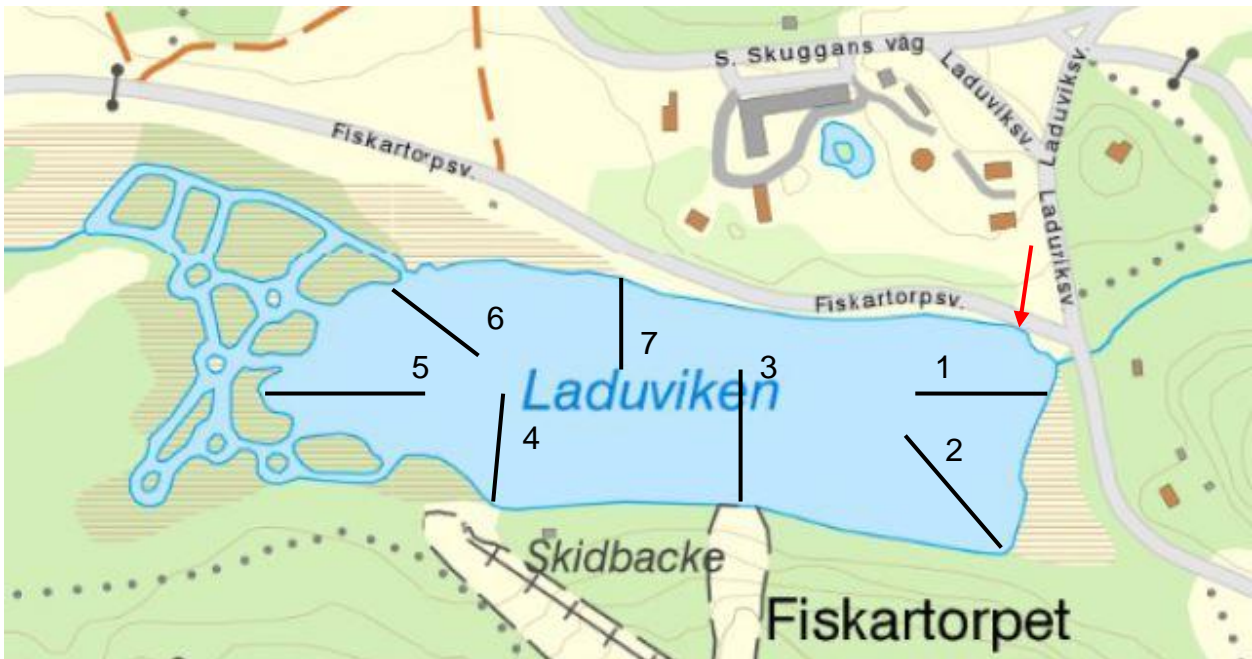 S. Skuggans väg
Laduviksv.
Laduviksv.
Fiskartorpsv.
Laduviksv
Fiskartorpsv.
6
7
5
3
1
Laduviken
4
2
Skidbacke
Fiskartorpet